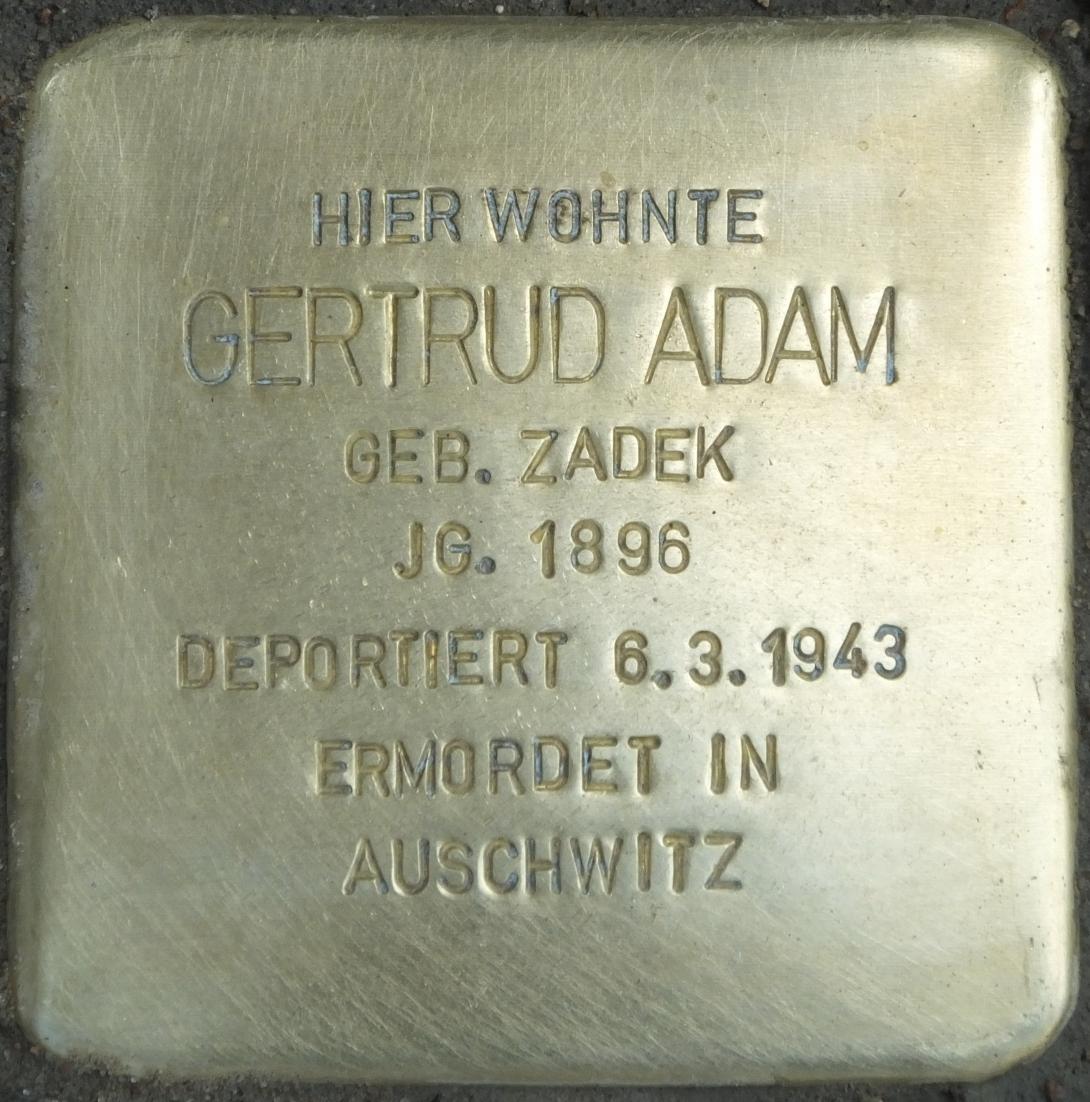 HIER WOHNTE
GERTRUD ADAM
GEB. ZADEK
JG. 1896
DEPORTIERT 6.3.1943
ERMORDET IN
AUSCHWITZ